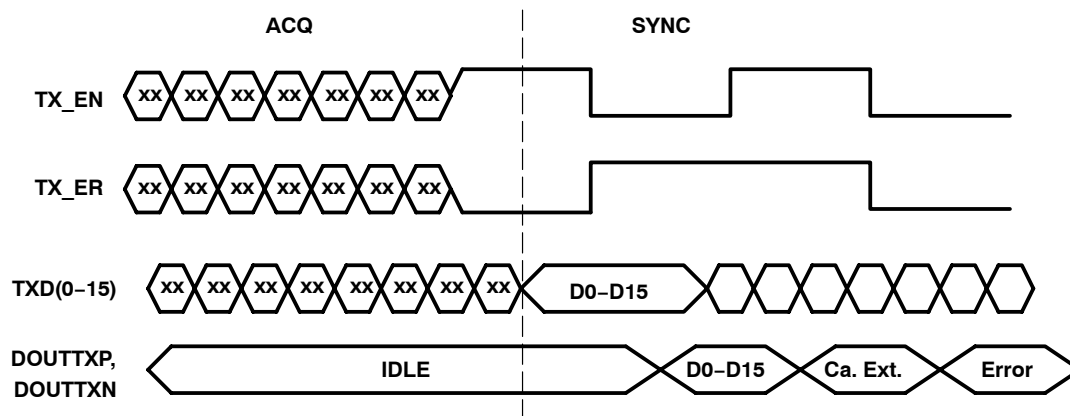 ACQ SYNC
TX_EN xx xx xx xx xx xx xx
TX_ER xx xx xx xx xx xx xx
TXD(0−15) xx xx xx xx xx xx xx xx D0−D15
DOUTTXP,
DOUTTXN
IDLE D0−D15 Ca. Ext. Error